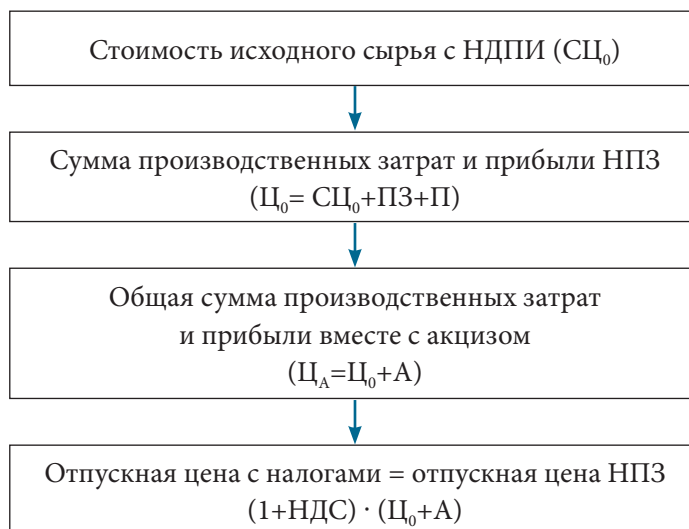 Стоимость исходного сырья с НДПИ (СЦ₀)
Сумма производственных затрат и прибыли НПЗ
(Ц₀= СЦ₀+ПЗ+П)
Общая сумма производственных затрат
и прибыли вместе с акцизом
(Ц_А=Ц₀+А)
Отпускная цена с налогами = отпускная цена НПЗ
(1+НДС) · (Ц₀+А)